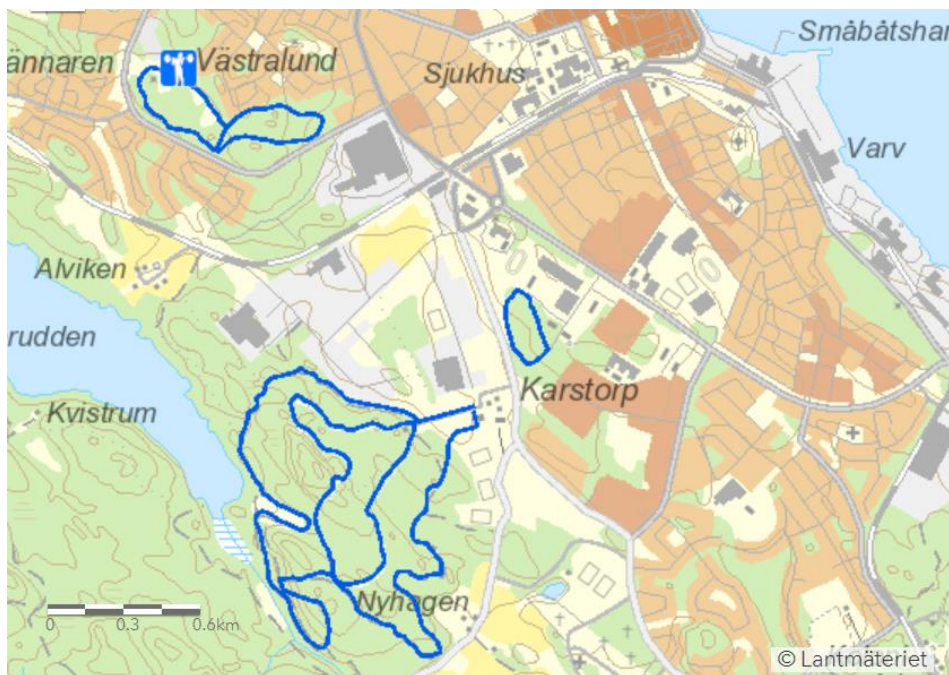 Småbåtshar
ännaren
Västralund
Sjukhus
Varv
Alviken
rudden
Karstorp
Kvistrum
Nyhagen
0 0.3 0.6km
© Lantmäteriet